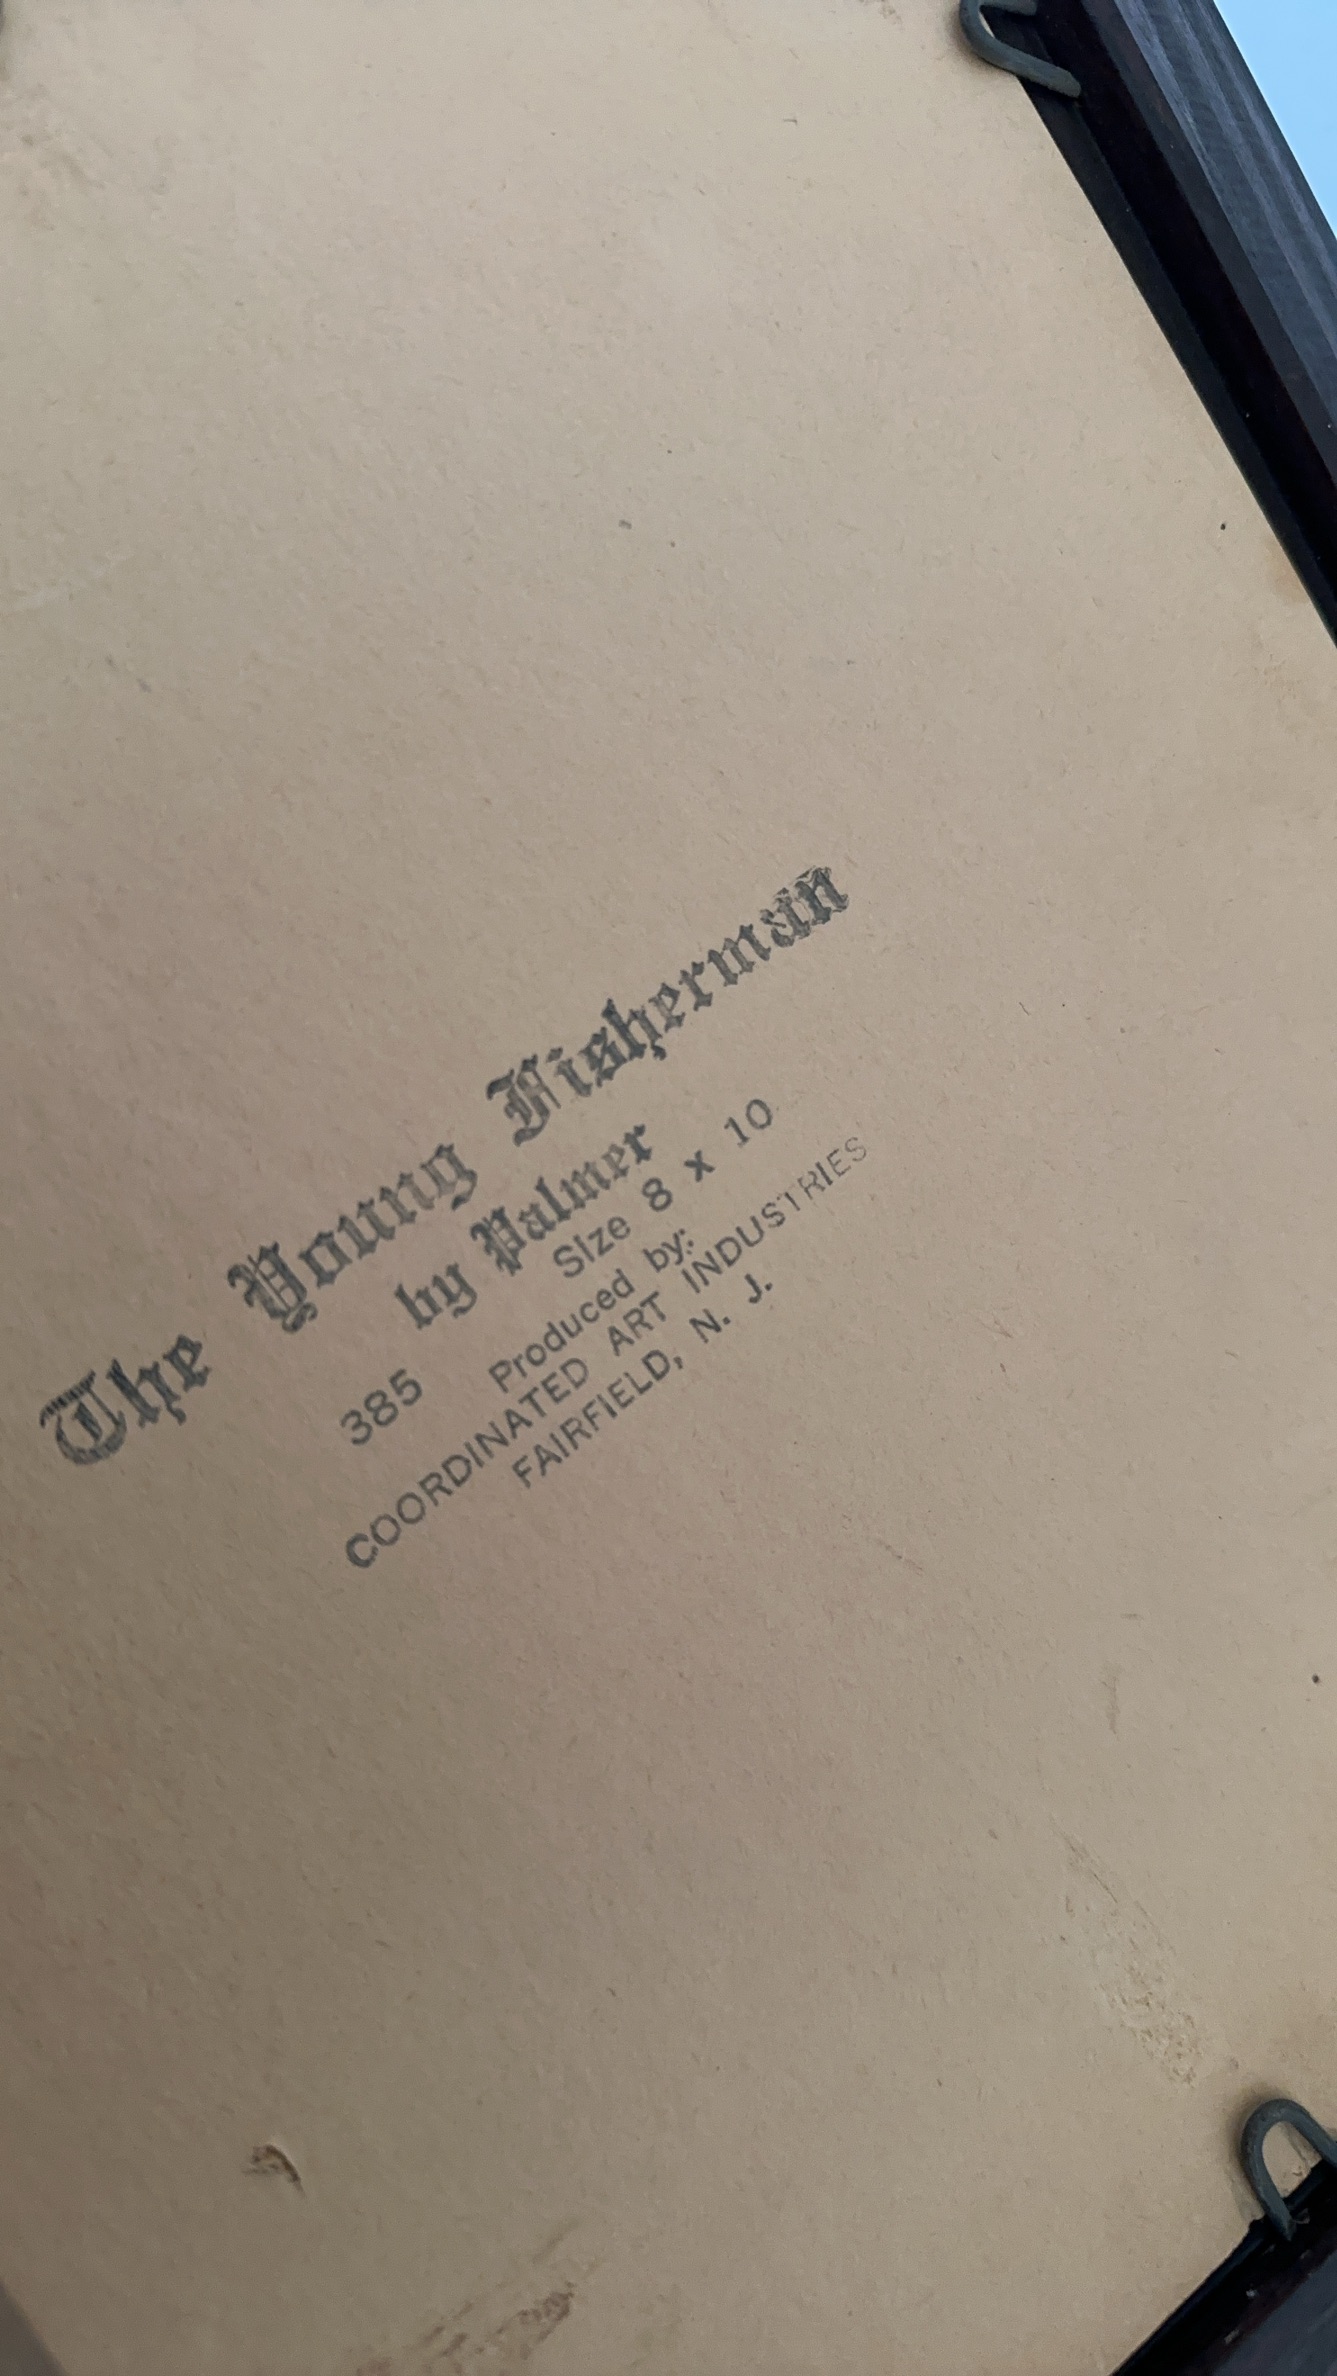 The Young Fisherman
by Palmer
385 SIze 8 x 10
Produced by:
COORDINATED ART INDUSTRIES
FAIRFIELD, N. J.